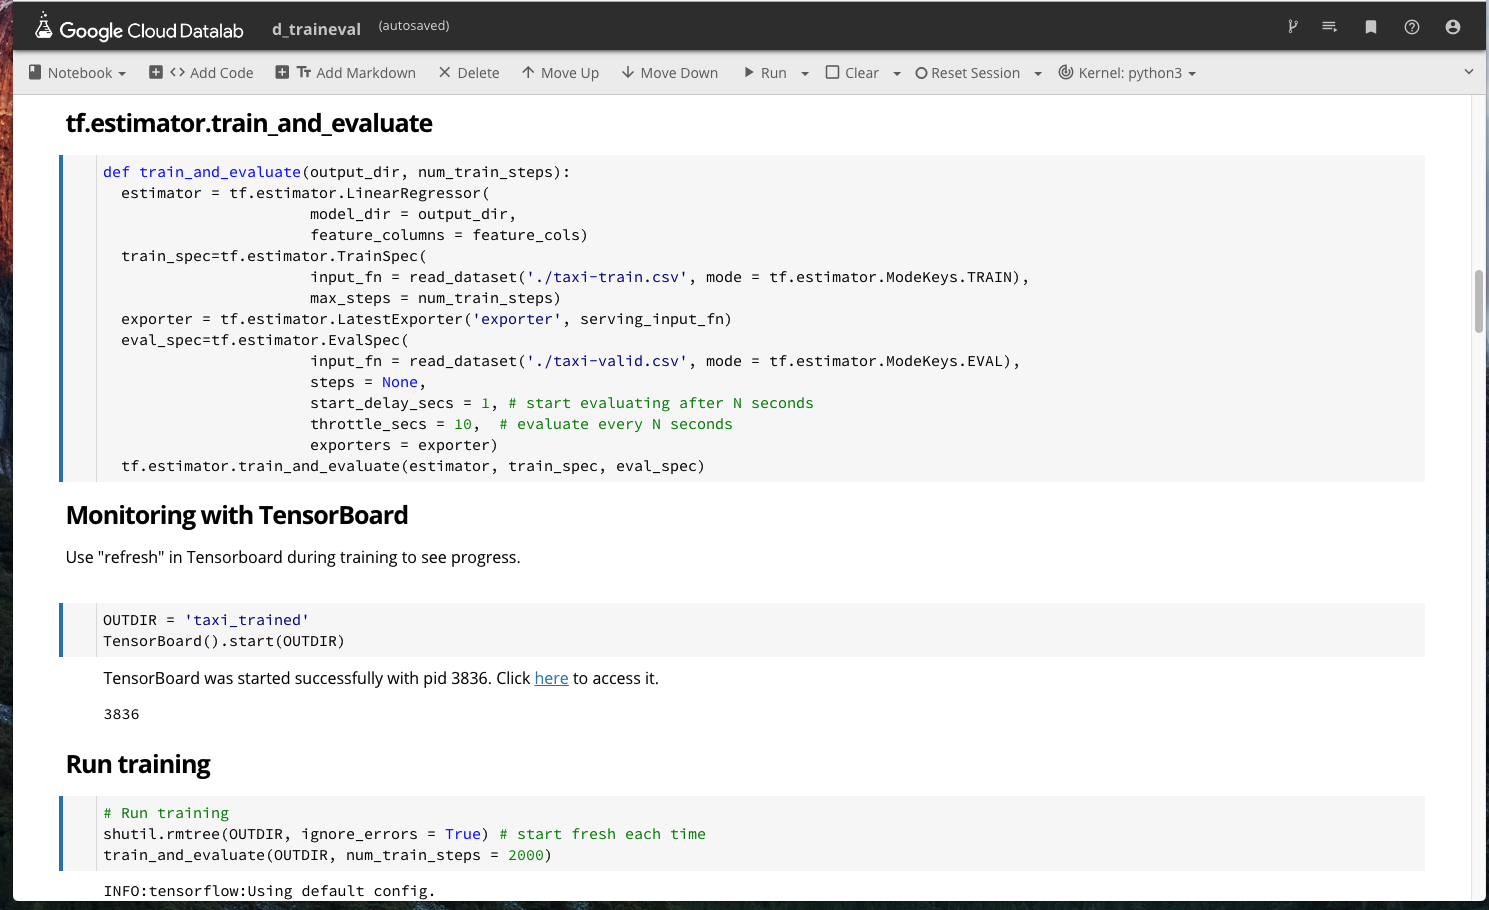 Google Cloud Datalab d_traineval (autosaved)
Notebook Add Code Tт Add Markdown Delete Move Up Move Down Run Clear Reset Session Kernel: python3
tf.estimator.train_and_evaluate
def train_and_evaluate(output_dir, num_train_steps):
  estimator = tf.estimator.LinearRegressor(
                       model_dir = output_dir,
                       feature_columns = feature_cols)
  train_spec=tf.estimator.TrainSpec(
                       input_fn = read_dataset('./taxi-train.csv', mode = tf.estimator.ModeKeys.TRAIN),
                       max_steps = num_train_steps)
  exporter = tf.estimator.LatestExporter('exporter', serving_input_fn)
  eval_spec=tf.estimator.EvalSpec(
                       input_fn = read_dataset('./taxi-valid.csv', mode = tf.estimator.ModeKeys.EVAL),
                       steps = None,
                       start_delay_secs = 1, # start evaluating after N seconds
                       throttle_secs = 10,  # evaluate every N seconds
                       exporters = exporter)
  tf.estimator.train_and_evaluate(estimator, train_spec, eval_spec)
Monitoring with TensorBoard
Use "refresh" in Tensorboard during training to see progress.
OUTDIR = 'taxi_trained'
TensorBoard().start(OUTDIR)
TensorBoard was started successfully with pid 3836. Click here to access it.
3836
Run training
# Run training
shutil.rmtree(OUTDIR, ignore_errors = True) # start fresh each time
train_and_evaluate(OUTDIR, num_train_steps = 2000)
INFO:tensorflow:Using default config.